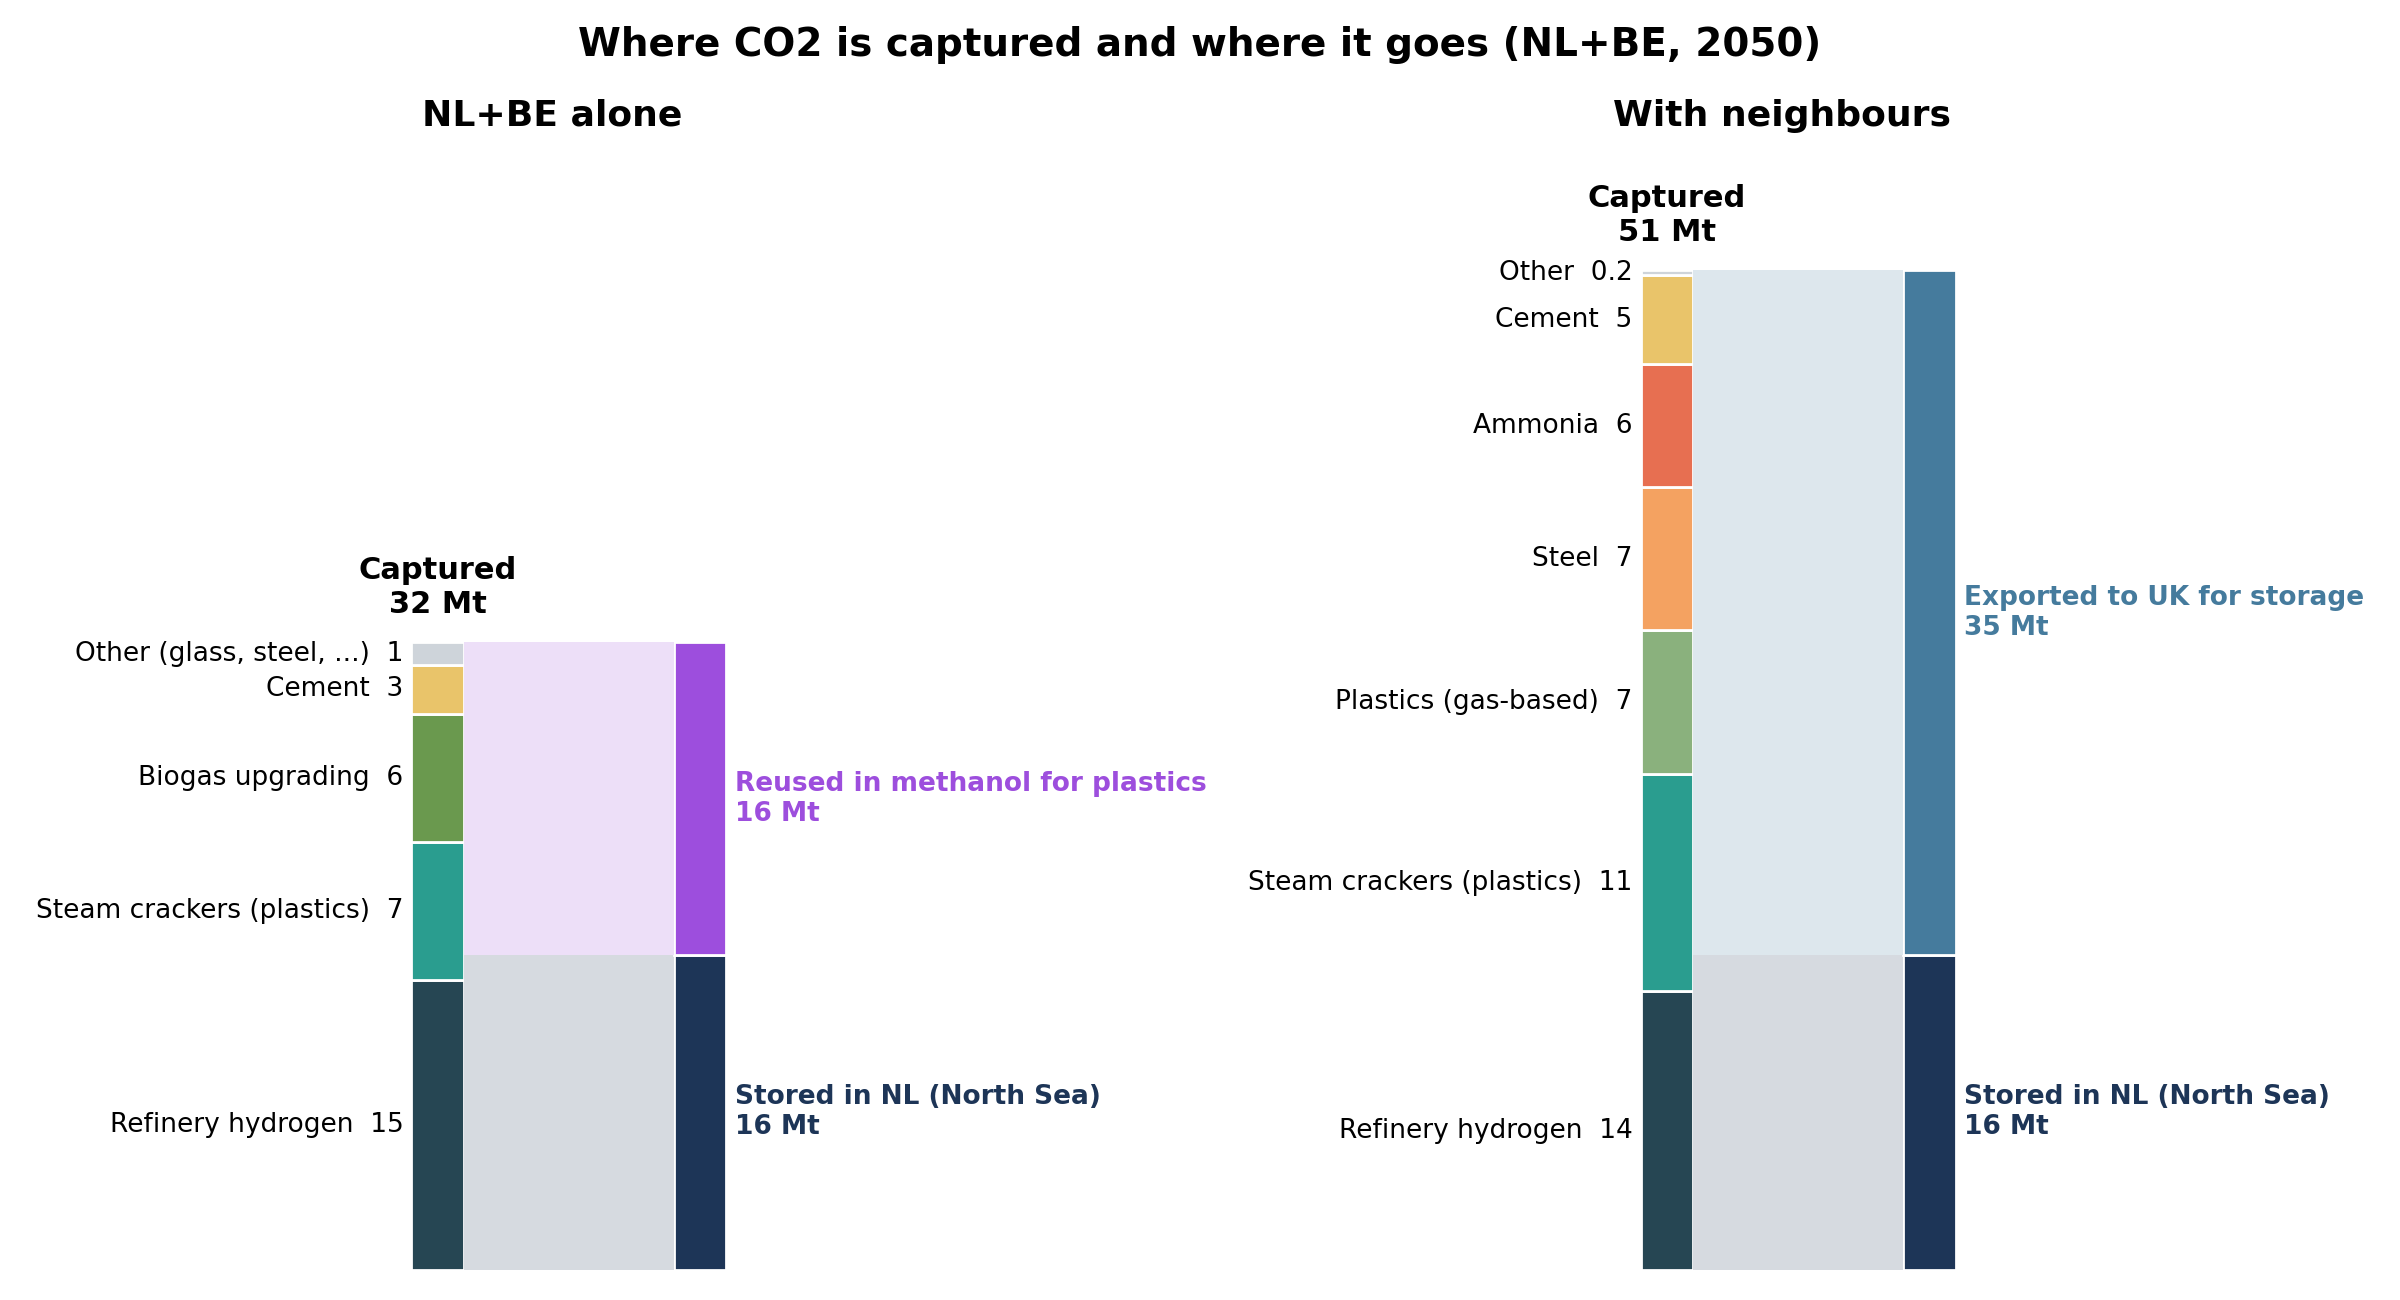 Where CO2 is captured and where it goes (NL+BE, 2050)
NL+BE alone
Captured
32 Mt
Other (glass, steel, ...)  1
Cement  3
Biogas upgrading  6
Steam crackers (plastics)  7
Refinery hydrogen  15
Reused in methanol for plastics
16 Mt
Stored in NL (North Sea)
16 Mt
With neighbours
Captured
51 Mt
Other  0.2
Cement  5
Ammonia  6
Steel  7
Plastics (gas-based)  7
Steam crackers (plastics)  11
Refinery hydrogen  14
Exported to UK for storage
35 Mt
Stored in NL (North Sea)
16 Mt